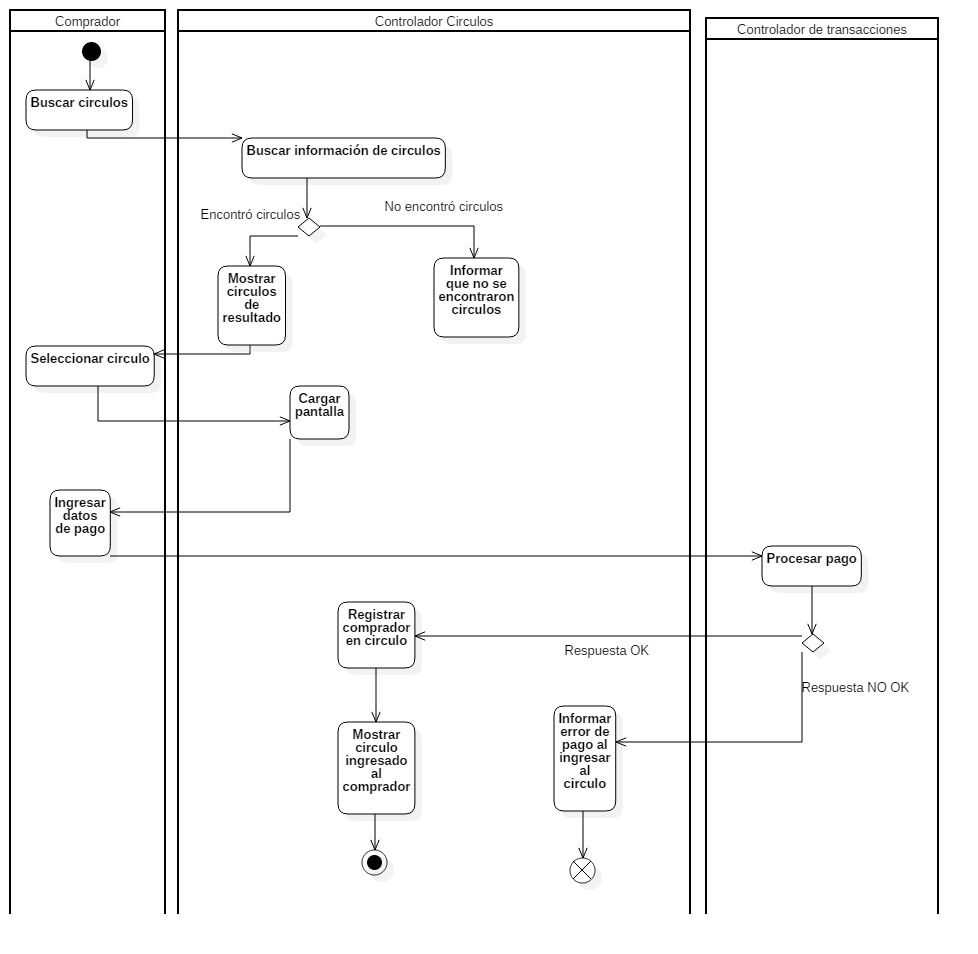 Comprador
Controlador Circulos
Controlador de transacciones
Buscar circulos
Buscar información de circulos
Encontró circulos
No encontró circulos
Mostrar
circulos
de
resultado
Informar
que no se
encontraron
circulos
Seleccionar circulo
Cargar
pantalla
Ingresar
datos
de pago
Procesar pago
Registrar
comprador
en circulo
Respuesta OK
Respuesta NO OK
Mostrar
circulo
ingresado
al
comprador
Informar
error de
pago al
ingresar
al
circulo